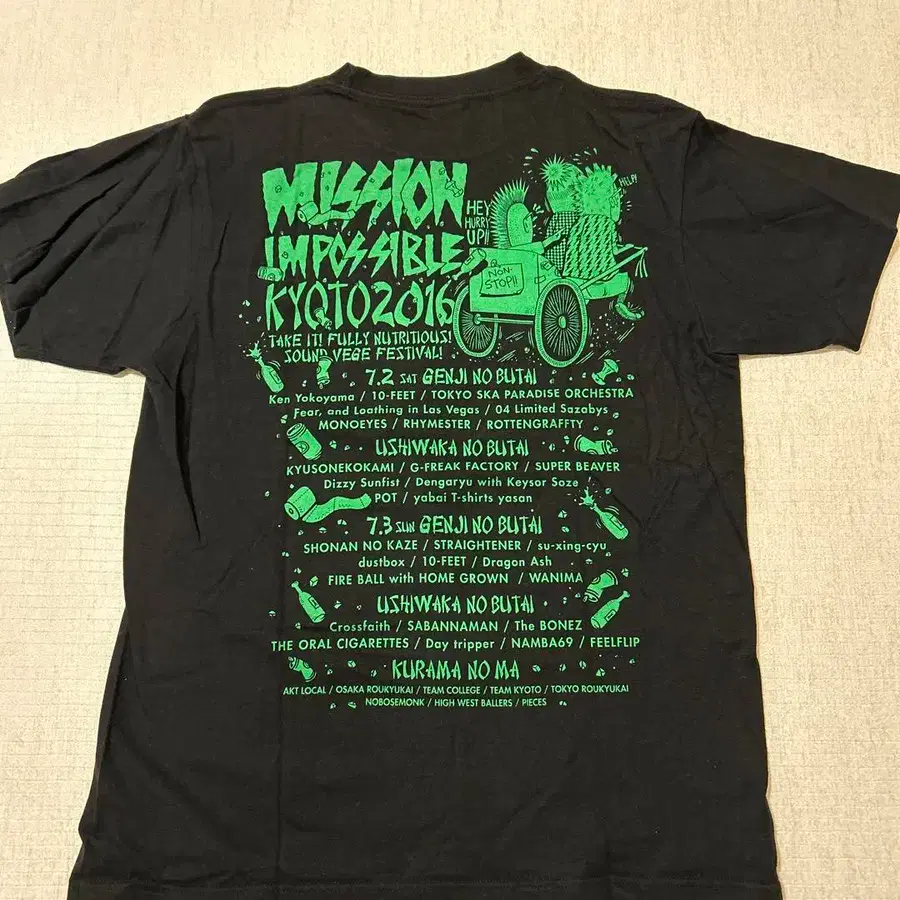 MISSION
IMPOSSIBLE
KYOTO 2016
HEY
HURRY
UP!!
HELP!
NON-
STOP!!
TAKE IT! FULLY NUTRITIOUS!
SOUND VEGE FESTIVAL!
7.2 SAT GENJI NO BUTAI
Ken Yokoyama / 10-FEET / TOKYO SKA PARADISE ORCHESTRA
Fear, and Loathing in Las Vegas / 04 Limited Sazabys
MONOEYES / RHYMESTER / ROTTENGRAFFTY
USHIWAKA NO BUTAI
KYUSONEKOKAMI / G-FREAK FACTORY / SUPER BEAVER
Dizzy Sunfist / Dengaryu with Keysor Soze
POT / yabai T-shirts yasan
7.3 SUN GENJI NO BUTAI
SHONAN NO KAZE / STRAIGHTENER / su-xing-cyu
dustbox / 10-FEET / Dragon Ash
FIRE BALL with HOME GROWN / WANIMA
USHIWAKA NO BUTAI
Crossfaith / SABANNAMAN / The BONEZ
THE ORAL CIGARETTES / Day tripper / NAMBA69 / FEELFLIP
KURAMA NO MA
AKT LOCAL / OSAKA ROUKYUKAI / TEAM COLLEGE / TEAM KYOTO / TOKYO ROUKYUKAI
NOBOSEMONK / HIGH WEST BALLERS / PIECES